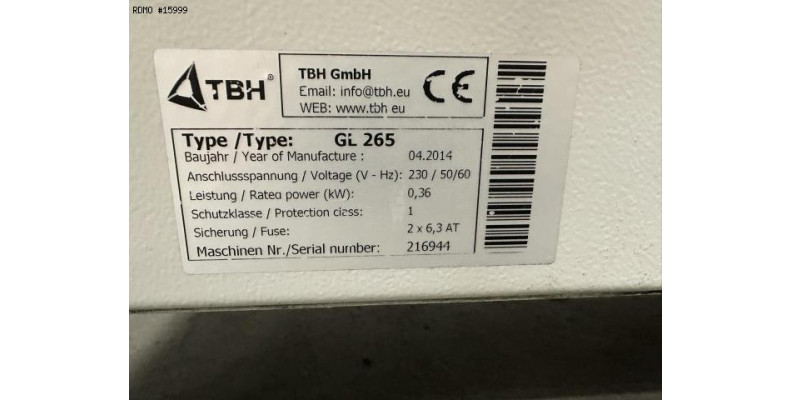 RDMO #15999
TBH®
TBH GmbH
Email: info@tbh.eu
WEB: www.tbh eu
CE
Type /Type: GL 265
Baujahr / Year of Manufacture : 04.2014
Anschlussspannung / Voltage (V - Hz): 230 / 50/60
Leistung / Rated power (kW): 0,36
Schutzklasse / Protection class: 1
Sicherung / Fuse: 2 x 6,3 AT
Maschinen Nr./Serial number: 216944